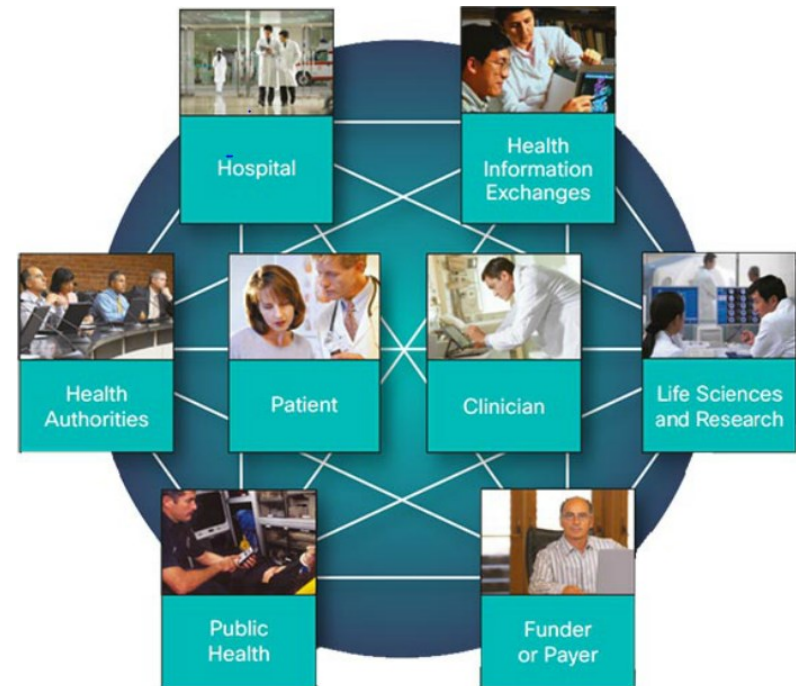 Hospital
Health
Information
Exchanges
Health
Authorities
Patient
Clinician
Life Sciences
and Research
Public
Health
Funder
or Payer